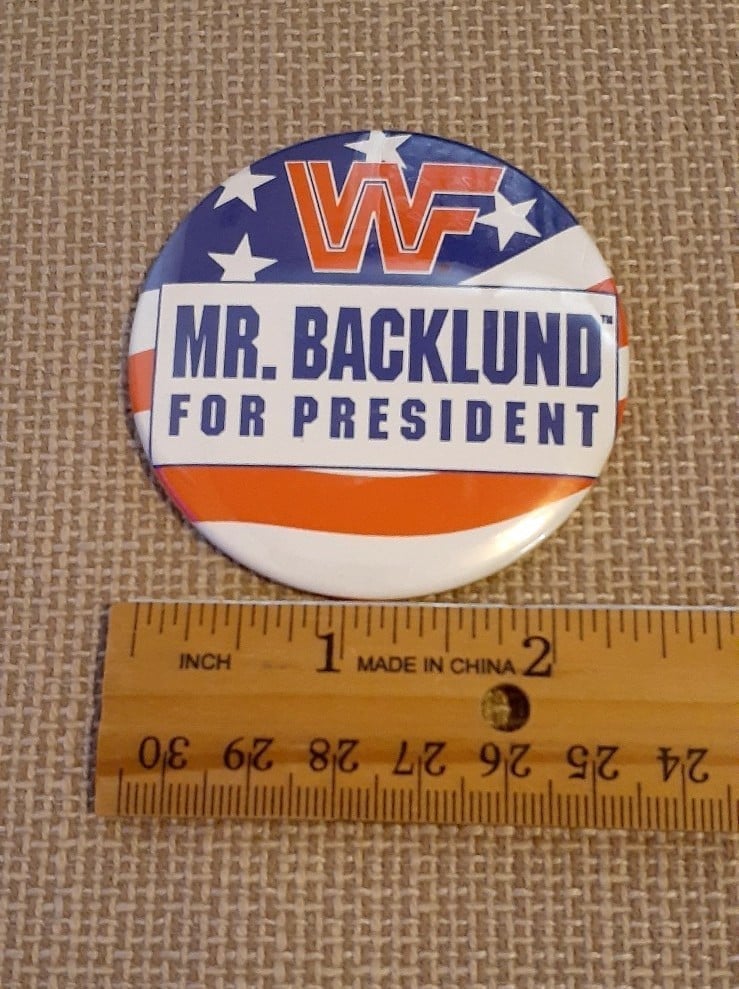 WF
MR. BACKLUND™
FOR PRESIDENT
1 2
INCH MADE IN CHINA
30 29 28 27 26 25 24